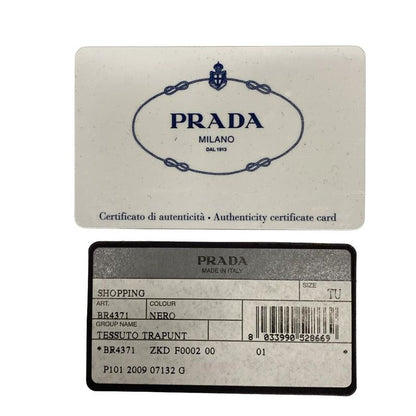 PRADA
MILANO
DAL 1913
Certificato di autenticità • Authenticity certificate card
PRADA
MADE IN ITALY
SIZE
SHOPPING TU
ART. COLOUR
BR4371 NERO
GROUP NAME
TESSUTO TRAPUNT
8 033990 528669
*BR4371 ZKD F0002 00 01 *
P101 2009 07132 G